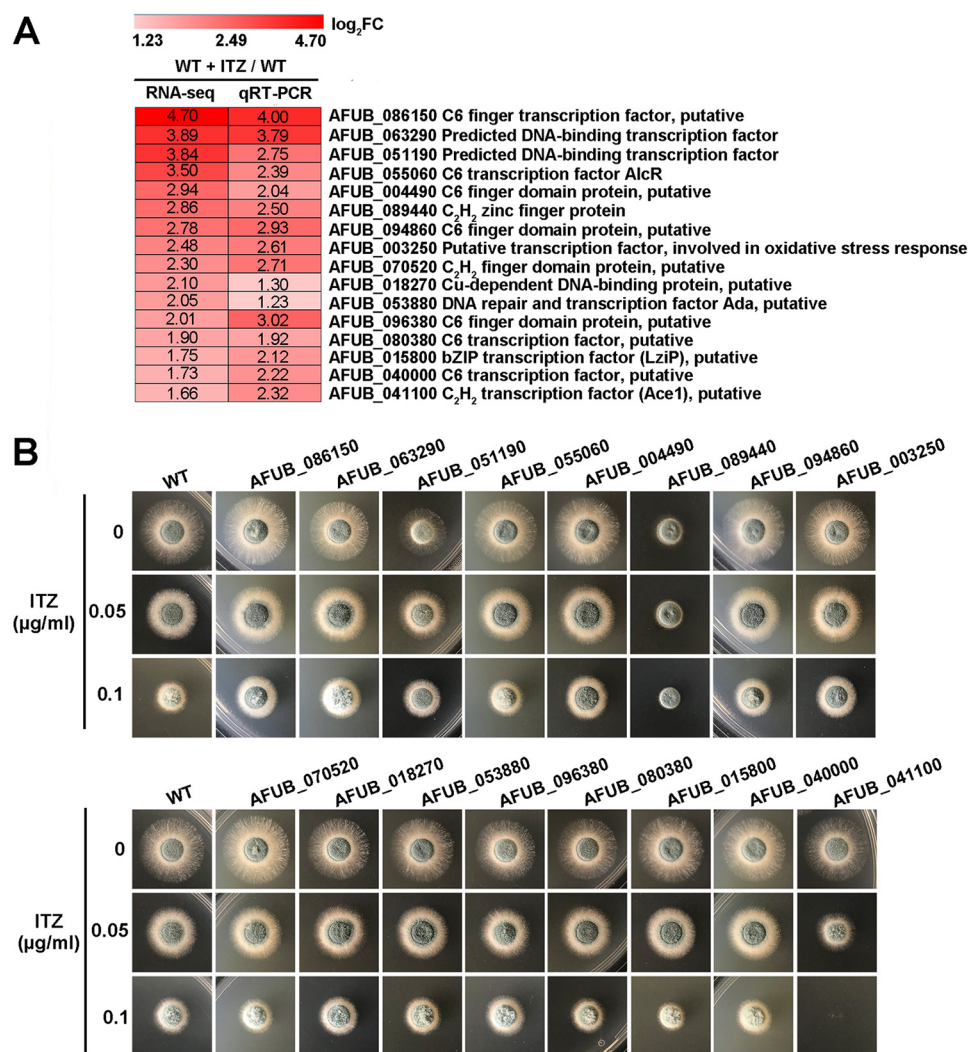 A
log2FC
1.23 2.49 4.70
WT + ITZ / WT
RNA-seq qRT-PCR
4.70 4.00 AFUB_086150 C6 finger transcription factor, putative
3.89 3.79 AFUB_063290 Predicted DNA-binding transcription factor
3.84 2.75 AFUB_051190 Predicted DNA-binding transcription factor
3.50 2.39 AFUB_055060 C6 transcription factor AlcR
2.94 2.04 AFUB_004490 C6 finger domain protein, putative
2.86 2.50 AFUB_089440 C2H2 zinc finger protein
2.78 2.93 AFUB_094860 C6 finger domain protein, putative
2.48 2.61 AFUB_003250 Putative transcription factor, involved in oxidative stress response
2.30 2.71 AFUB_070520 C2H2 finger domain protein, putative
2.10 1.30 AFUB_018270 Cu-dependent DNA-binding protein, putative
2.05 1.23 AFUB_053880 DNA repair and transcription factor Ada, putative
2.01 3.02 AFUB_096380 C6 finger domain protein, putative
1.90 1.92 AFUB_080380 C6 transcription factor, putative
1.75 2.12 AFUB_015800 bZIP transcription factor (LziP), putative
1.73 2.22 AFUB_040000 C6 transcription factor, putative
1.66 2.32 AFUB_041100 C2H2 transcription factor (Ace1), putative
B
WT AFUB_086150 AFUB_063290 AFUB_051190 AFUB_055060 AFUB_004490 AFUB_089440 AFUB_094860 AFUB_003250
0
ITZ
(µg/ml)
0.05
0.1
WT AFUB_070520 AFUB_018270 AFUB_053880 AFUB_096380 AFUB_080380 AFUB_015800 AFUB_040000 AFUB_041100
0
ITZ
(µg/ml)
0.05
0.1